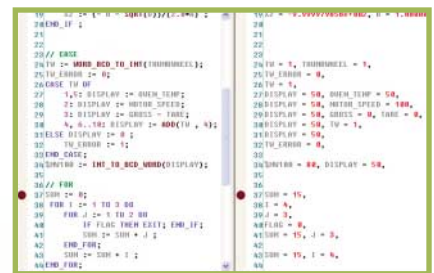 20 END_IF ;
21
22
23 // CASE
24 TW := WORD_BCD_TO_INT(THUMBWHEEL);
25 TW_ERROR := 0;
26 CASE TW OF
27 1,5: DISPLAY := OVEN_TEMP;
28 2: DISPLAY := MOTOR_SPEED;
29 3: DISPLAY := GROSS - TARE;
30 4, 6..10: DISPLAY := ADD(TW , 4);
31 ELSE DISPLAY := 0 ;
32 TW_ERROR := 1;
33 END_CASE;
34 %MW100 := INT_TO_BCD_WORD(DISPLAY);
35
36 // FOR
37 SUM := 0;
38 FOR I := 1 TO 3 DO
39 FOR J := 1 TO 2 DO
40 IF FLAG THEN EXIT; END_IF;
41 SUM := SUM + J ;
42 END_FOR;
43 SUM := SUM + I ;
44 END_FOR;
20
21
22
23
24 TW = 1, THUMBWHEEL = 1,
25 TW_ERROR = 0,
26 TW = 1,
27 DISPLAY = 50, OVEN_TEMP = 50,
28 DISPLAY = 50, MOTOR_SPEED = 100,
29 DISPLAY = 50, GROSS = 0, TARE = 0,
30 DISPLAY = 50, TW = 1,
31 DISPLAY = 50,
32 TW_ERROR = 0,
33
34 %MW100 = 80, DISPLAY = 50,
35
36
37 SUM = 15,
38 I = 4,
39 J = 3,
40 FLAG = 0,
41 SUM = 15, J = 3,
42
43 SUM = 15, I = 4,
44